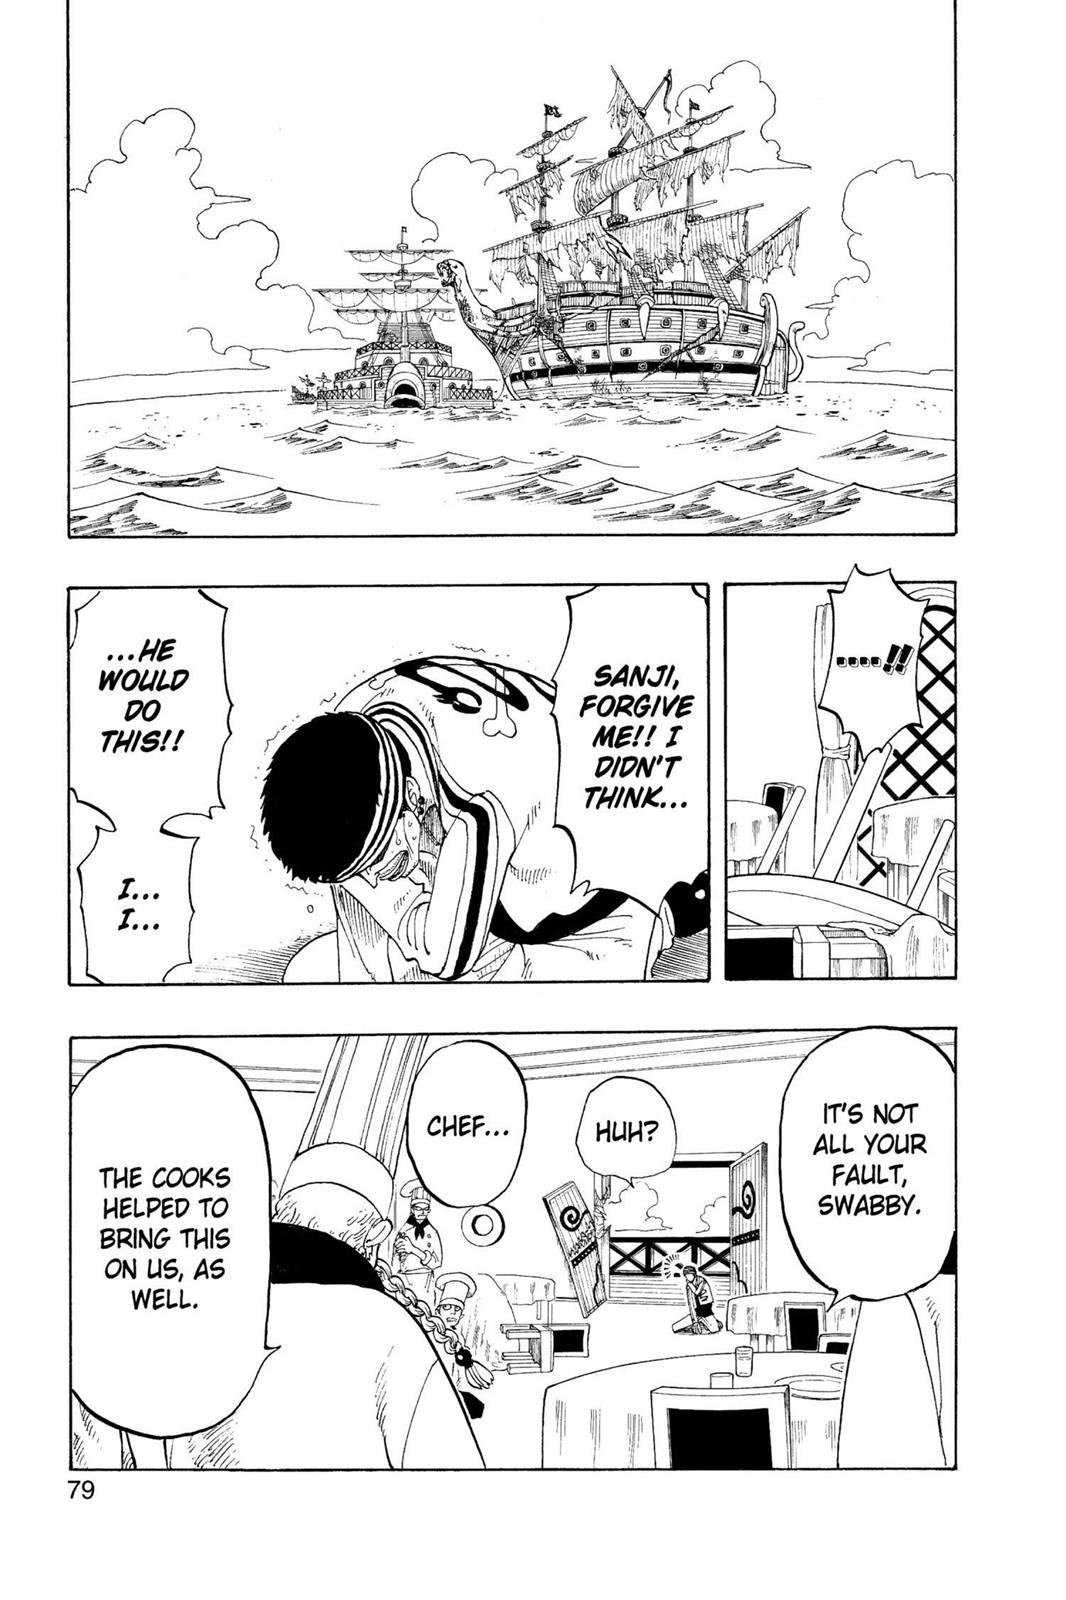 ....!!
SANJI,
FORGIVE
ME!! I
DIDN'T
THINK...
...HE
WOULD
DO
THIS!!
I...
I...
IT'S NOT
ALL YOUR
FAULT,
SWABBY.
HUH?
CHEF...
THE COOKS
HELPED TO
BRING THIS
ON US, AS
WELL.
79